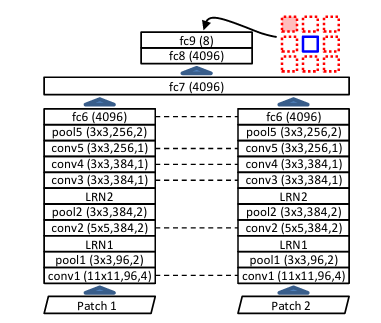 fc9 (8)
fc8 (4096)
fc7 (4096)
fc6 (4096)
pool5 (3x3,256,2)
conv5 (3x3,256,1)
conv4 (3x3,384,1)
conv3 (3x3,384,1)
LRN2
pool2 (3x3,384,2)
conv2 (5x5,384,2)
LRN1
pool1 (3x3,96,2)
conv1 (11x11,96,4)
Patch 1
fc6 (4096)
pool5 (3x3,256,2)
conv5 (3x3,256,1)
conv4 (3x3,384,1)
conv3 (3x3,384,1)
LRN2
pool2 (3x3,384,2)
conv2 (5x5,384,2)
LRN1
pool1 (3x3,96,2)
conv1 (11x11,96,4)
Patch 2